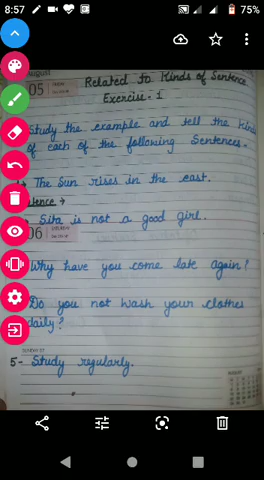 8:57
75%
August
05
Related to Kinds of Sentence
Exercise - 1
Study the example and tell the kinds
of each of the following Sentences.
The Sun rises in the east.
tence →
Sita is not a good girl.
06
Why have you come late again?
Do you not wash your clothes
daily?
5- Study regularly.